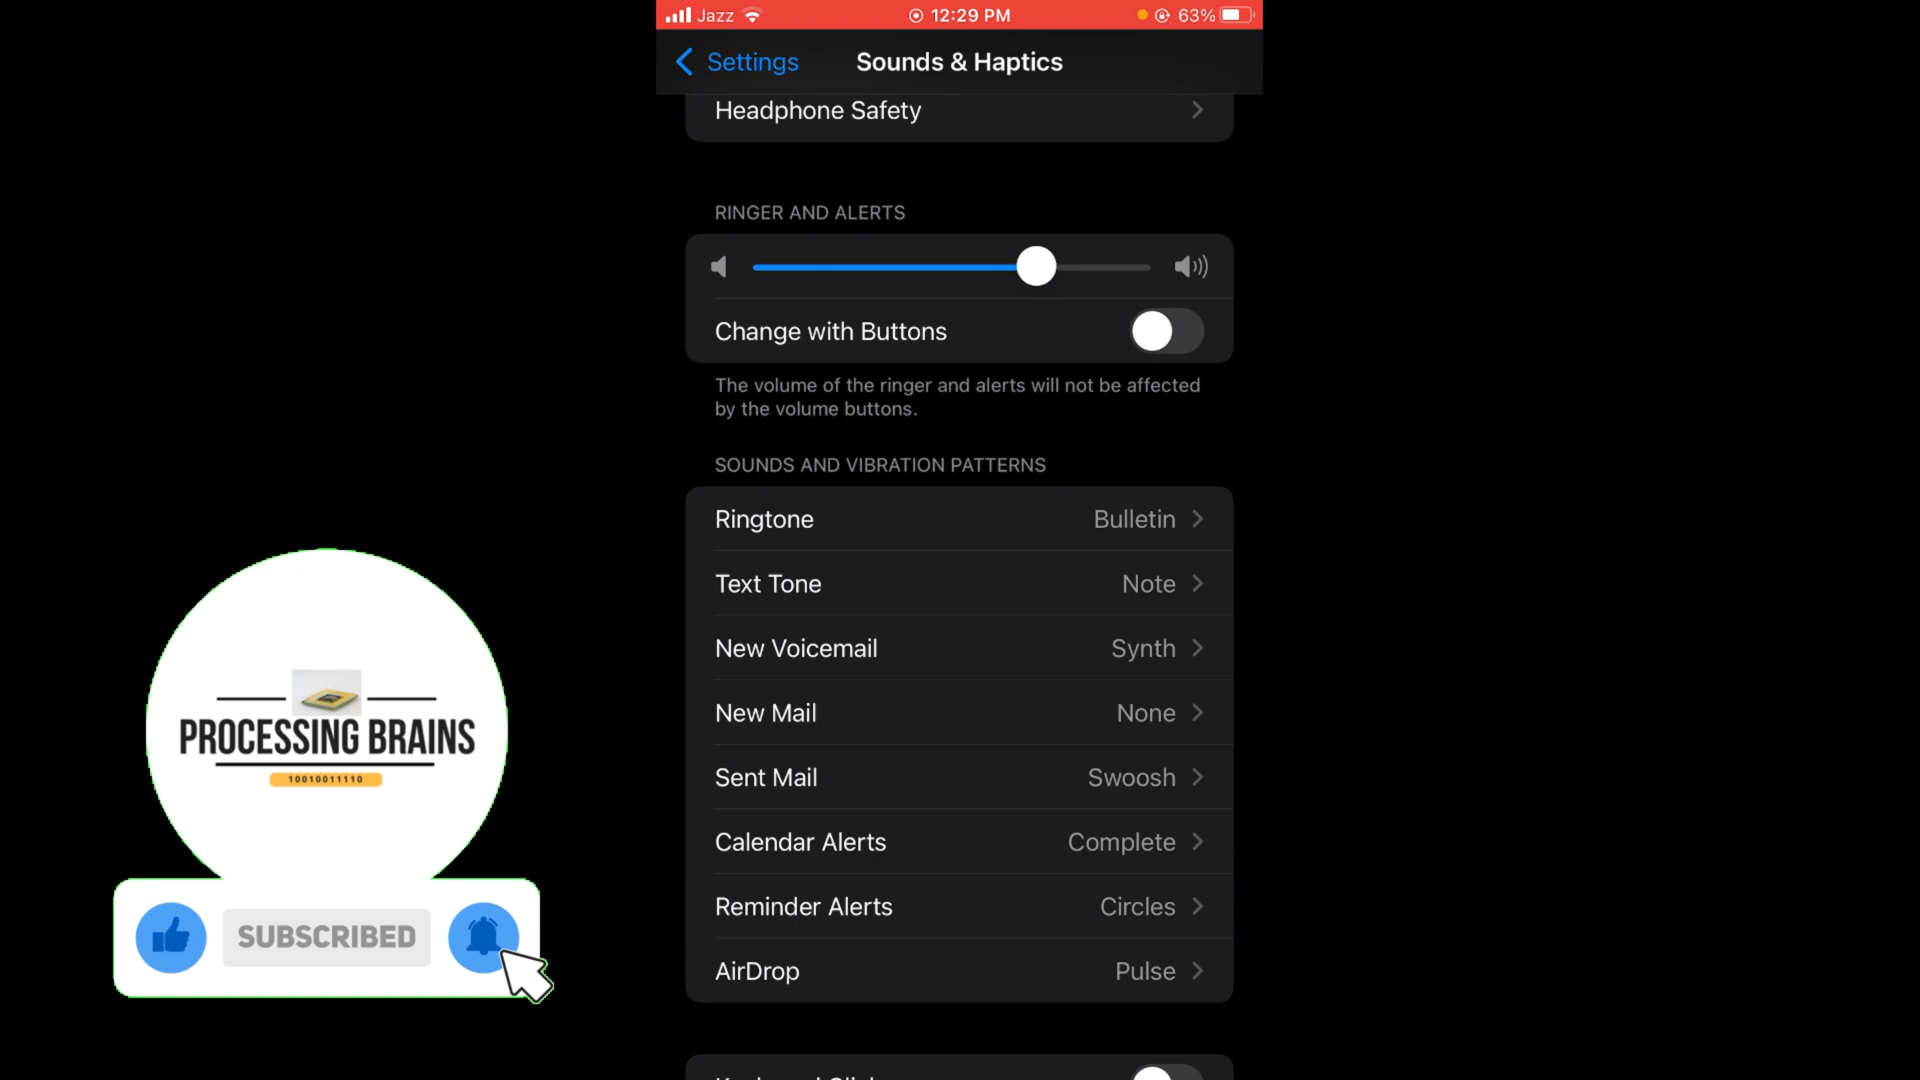 Jazz 12:29 PM 63%
Settings Sounds & Haptics
Headphone Safety
RINGER AND ALERTS
Change with Buttons
The volume of the ringer and alerts will not be affected
by the volume buttons.
SOUNDS AND VIBRATION PATTERNS
Ringtone Bulletin
Text Tone Note
New Voicemail Synth
New Mail None
Sent Mail Swoosh
Calendar Alerts Complete
Reminder Alerts Circles
AirDrop Pulse
PROCESSING BRAINS
10010011110
SUBSCRIBED